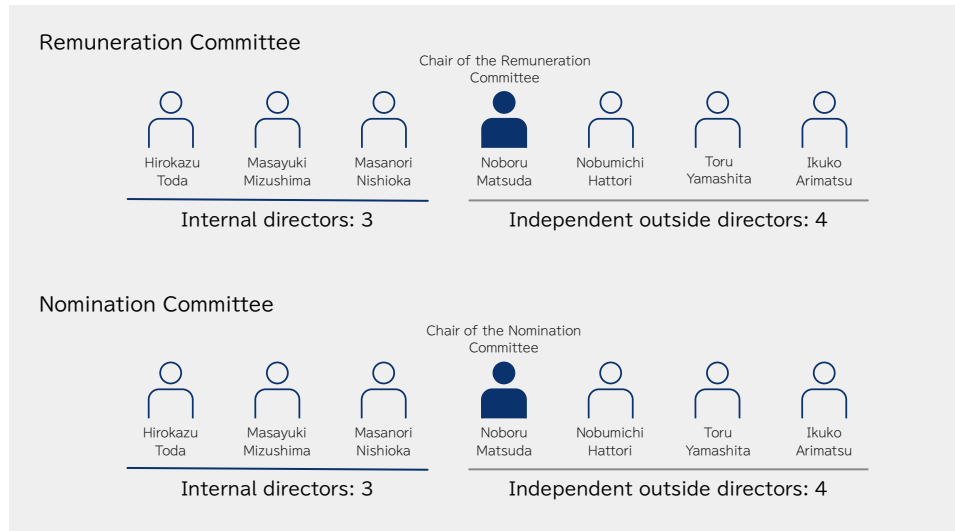 Remuneration Committee
Chair of the Remuneration
Committee
Hirokazu
Toda
Masayuki
Mizushima
Masanori
Nishioka
Noboru
Matsuda
Nobumichi
Hattori
Toru
Yamashita
Ikuko
Arimatsu
Internal directors: 3
Independent outside directors: 4
Nomination Committee
Chair of the Nomination
Committee
Hirokazu
Toda
Masayuki
Mizushima
Masanori
Nishioka
Noboru
Matsuda
Nobumichi
Hattori
Toru
Yamashita
Ikuko
Arimatsu
Internal directors: 3
Independent outside directors: 4